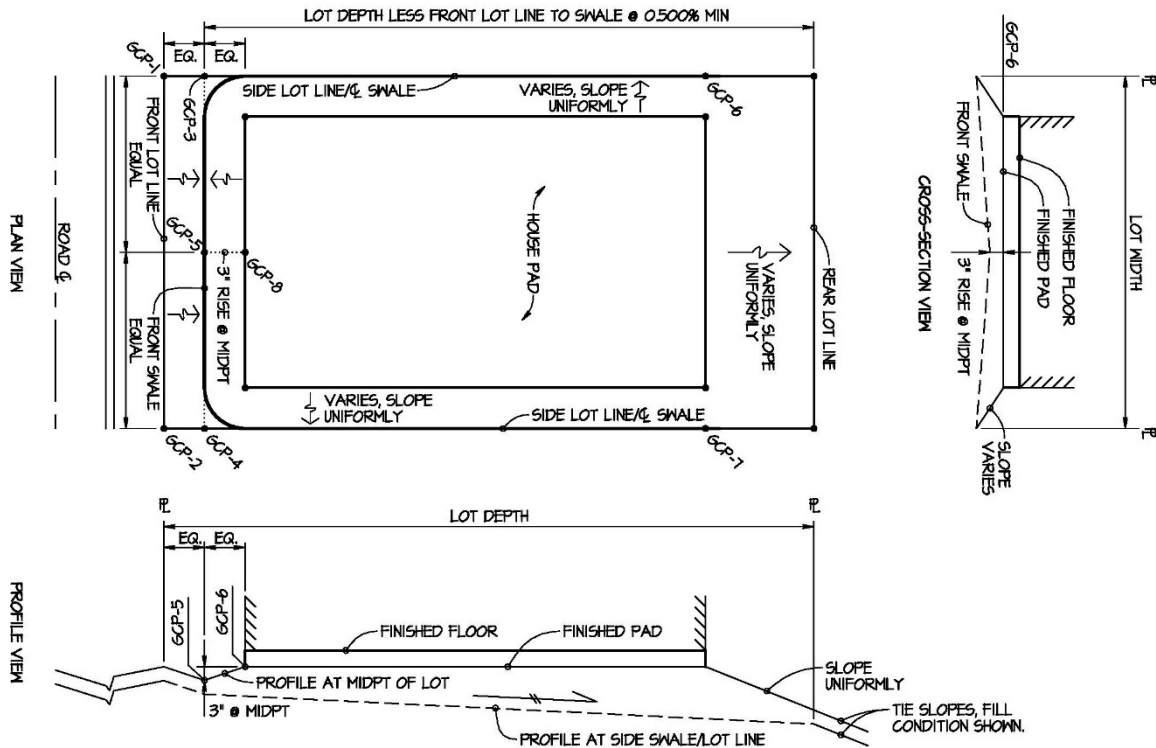 LOT DEPTH LESS FRONT LOT LINE TO SWALE @ 0.500% MIN
EQ.
EQ.
GCP-1
GCP-3
SIDE LOT LINE/℄ SWALE
VARIES, SLOPE
UNIFORMLY
GCP-6
FRONT LOT LINE
EQUAL
GCP-5
GCP-8
3" RISE @ MIDPT
HOUSE PAD
VARIES, SLOPE
UNIFORMLY
REAR LOT LINE
ROAD ℄
PLAN VIEW
FRONT SWALE
EQUAL
VARIES, SLOPE
UNIFORMLY
SIDE LOT LINE/℄ SWALE
GCP-2
GCP-4
GCP-7
GCP-6
PL
FRONT SWALE
FINISHED FLOOR
FINISHED PAD
CROSS-SECTION VIEW
3" RISE @ MIDPT
LOT WIDTH
SLOPE
VARIES
PL
PL
LOT DEPTH
PL
EQ.
EQ.
GCP-5
GCP-6
PROFILE VIEW
FINISHED FLOOR
FINISHED PAD
PROFILE AT MIDPT OF LOT
SLOPE
UNIFORMLY
3" @ MIDPT
TIE SLOPES, FILL
CONDITION SHOWN.
PROFILE AT SIDE SWALE/LOT LINE